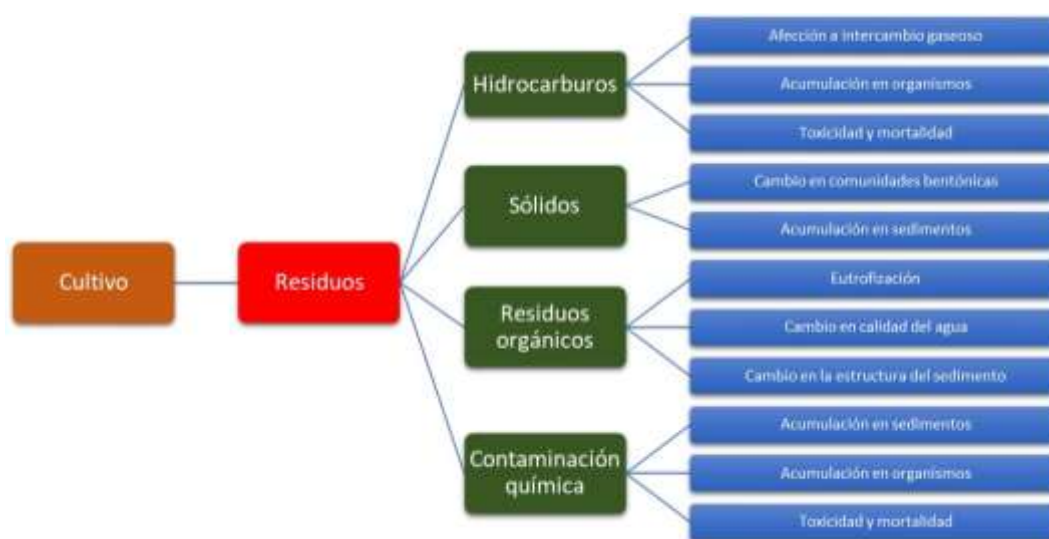 Cultivo
Residuos
Hidrocarburos
Afección a intercambio gaseoso
Acumulación en organismos
Toxicidad y mortalidad
Sólidos
Cambio en comunidades bentónicas
Acumulación en sedimentos
Residuos
orgánicos
Eutrofización
Cambio en calidad del agua
Cambio en la estructura del sedimento
Contaminación
química
Acumulación en sedimentos
Acumulación en organismos
Toxicidad y mortalidad